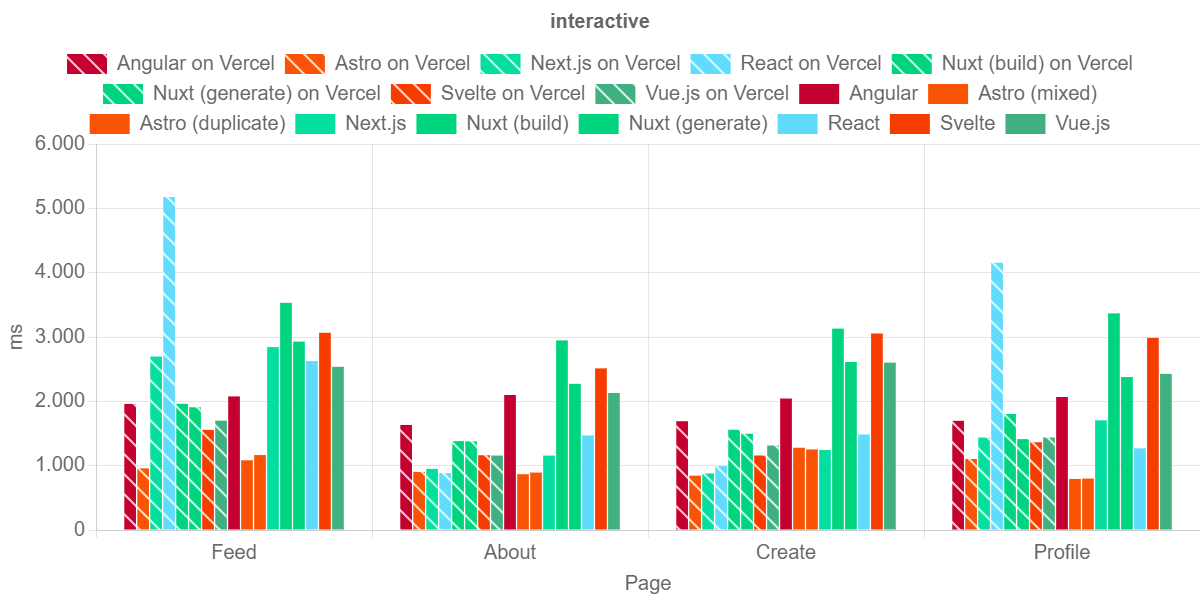 interactive
Angular on Vercel Astro on Vercel Next.js on Vercel React on Vercel Nuxt (build) on Vercel
Nuxt (generate) on Vercel Svelte on Vercel Vue.js on Vercel Angular Astro (mixed)
Astro (duplicate) Next.js Nuxt (build) Nuxt (generate) React Svelte Vue.js
6.000
5.000
4.000
3.000
2.000
1.000
0
ms
Feed About Create Profile
Page